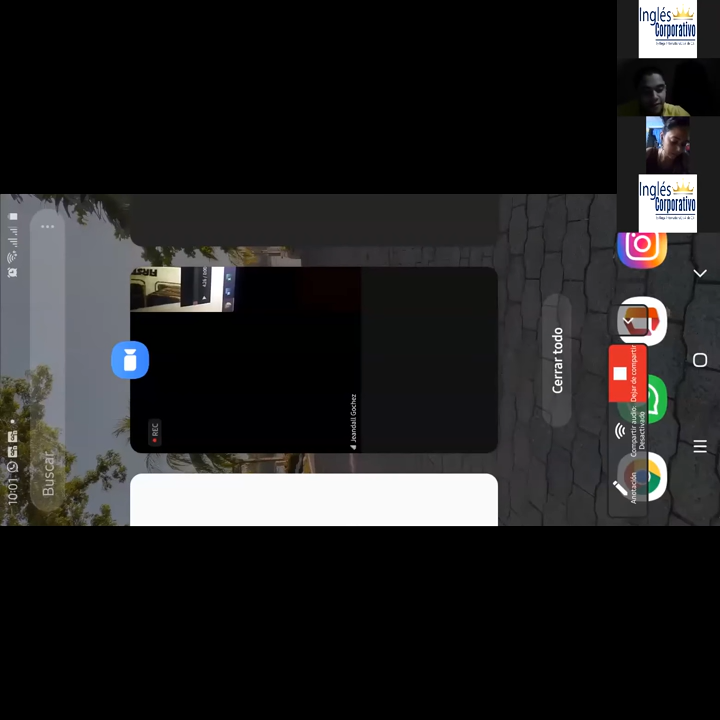 Inglés
Corporativo
Inglés
Corporativo
10:01
Buscar
REC
Jeandall Gochez
Cerrar todo
Dejar de compartir
Compartir audio:
Desactivado
Anotación